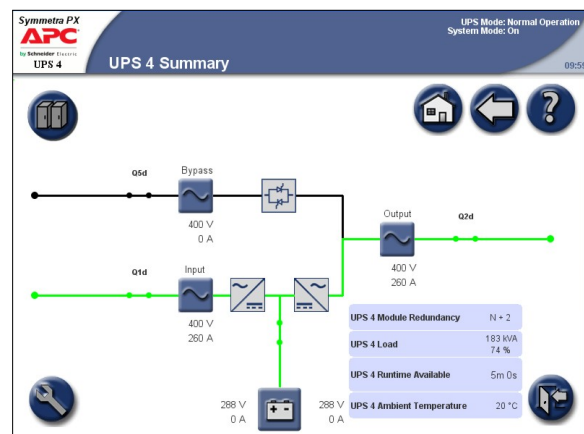 Symmetra PX
APC
by Schneider Electric
UPS 4
UPS 4 Summary
UPS Mode: Normal Operation
System Mode: On
09:59
Bypass
Q5d
400 V
0 A
Output
Q2d
400 V
260 A
Input
Q1d
400 V
260 A
UPS 4 Module Redundancy N + 2
UPS 4 Load 183 kVA
74 %
UPS 4 Runtime Available 5m 0s
UPS 4 Ambient Temperature 20 °C
288 V
0 A
288 V
0 A